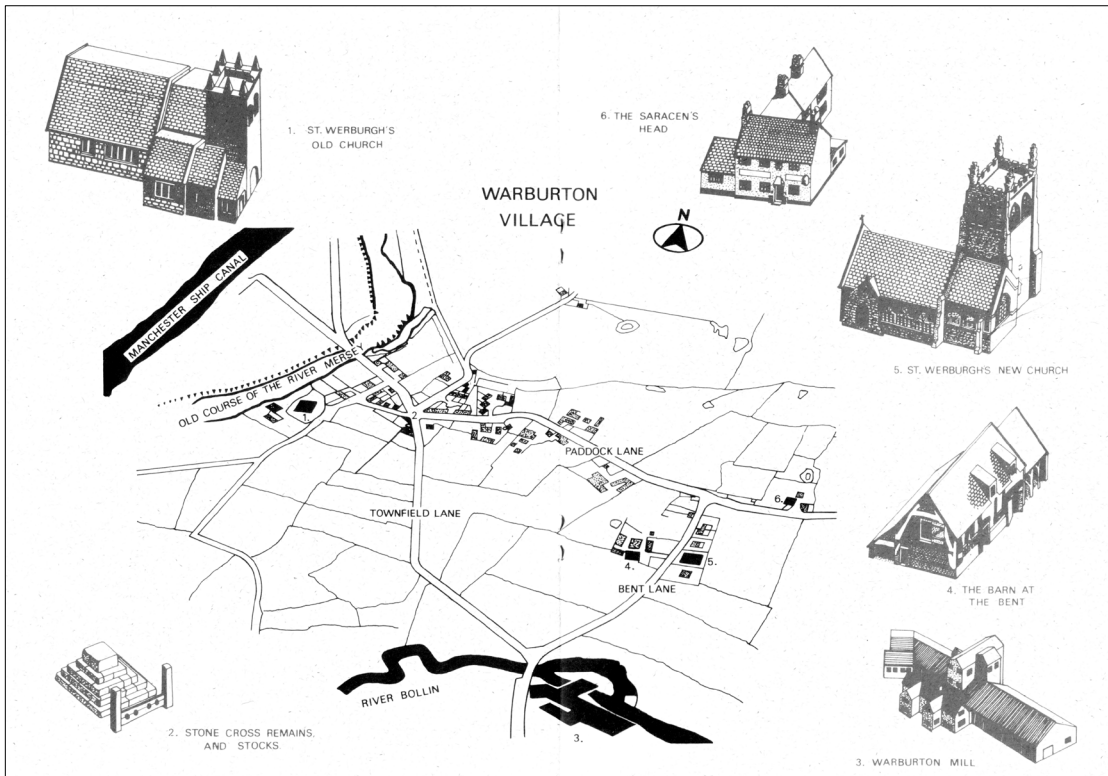 1. ST. WERBURGH'S
OLD CHURCH
6. THE SARACEN'S
HEAD
WARBURTON
VILLAGE
N
MANCHESTER SHIP CANAL
OLD COURSE OF THE RIVER MERSEY
1.
2
5. ST. WERBURGH'S NEW CHURCH
PADDOCK LANE
6.
TOWNFIELD LANE
4.
5.
BENT LANE
4. THE BARN AT
THE BENT
RIVER BOLLIN
3.
2. STONE CROSS REMAINS,
AND STOCKS.
3. WARBURTON MILL